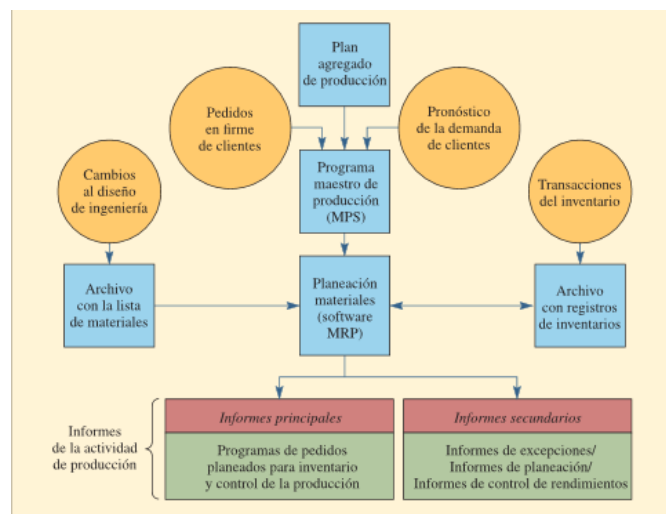 Plan
agregado
de producción
Pedidos
en firme
de clientes
Pronóstico
de la demanda
de clientes
Cambios
al diseño
de ingeniería
Programa
maestro de
producción
(MPS)
Transacciones
del inventario
Archivo
con la lista
de materiales
Planeación
materiales
(software
MRP)
Archivo
con registros
de inventarios
Informes
de la actividad
de producción
Informes principales
Programas de pedidos
planeados para inventario
y control de la producción
Informes secundarios
Informes de excepciones/
Informes de planeación/
Informes de control de rendimientos